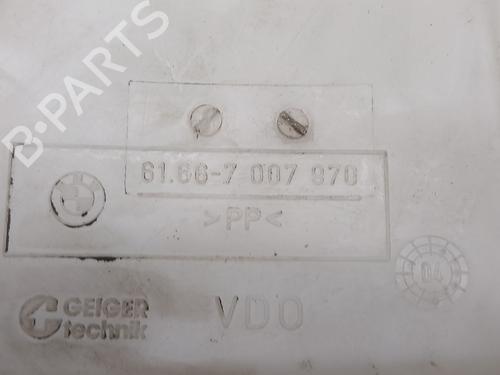 B-PARTS
61.66-7 007 970
>PP<
04
GEIGER
technik
VDO